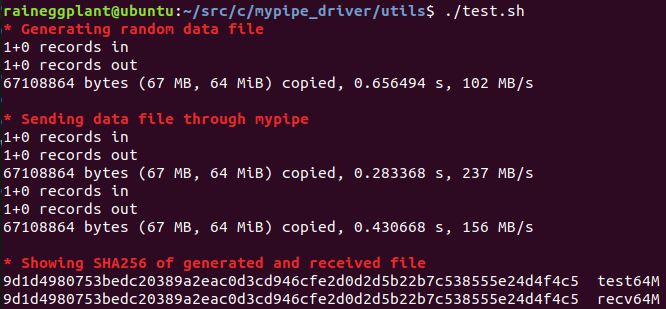 raineggplant@ubuntu:~/src/c/mypipe_driver/utils$ ./test.sh
* Generating random data file
1+0 records in
1+0 records out
67108864 bytes (67 MB, 64 MiB) copied, 0.656494 s, 102 MB/s
* Sending data file through mypipe
1+0 records in
1+0 records out
67108864 bytes (67 MB, 64 MiB) copied, 0.283368 s, 237 MB/s
1+0 records in
1+0 records out
67108864 bytes (67 MB, 64 MiB) copied, 0.430668 s, 156 MB/s
* Showing SHA256 of generated and received file
9d1d4980753bedc20389a2eac0d3cd946cfe2d0d2d5b22b7c538555e24d4f4c5  test64M
9d1d4980753bedc20389a2eac0d3cd946cfe2d0d2d5b22b7c538555e24d4f4c5  recv64M